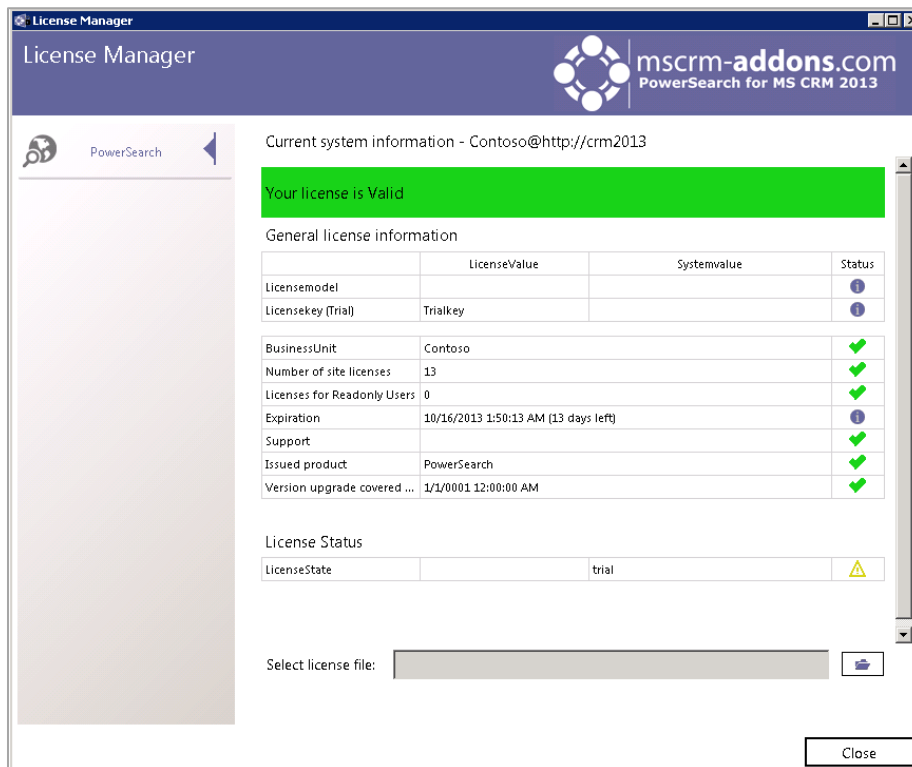 License Manager
License Manager
mscrm-addons.com
PowerSearch for MS CRM 2013
PowerSearch
Current system information - Contoso@http://crm2013
Your license is Valid
General license information
LicenseValue Systemvalue Status
Licensemodel
Licensekey (Trial) Trialkey
BusinessUnit Contoso
Number of site licenses 13
Licenses for Readonly Users 0
Expiration 10/16/2013 1:50:13 AM (13 days left)
Support
Issued product PowerSearch
Version upgrade covered ... 1/1/0001 12:00:00 AM
License Status
LicenseState trial
Select license file:
Close